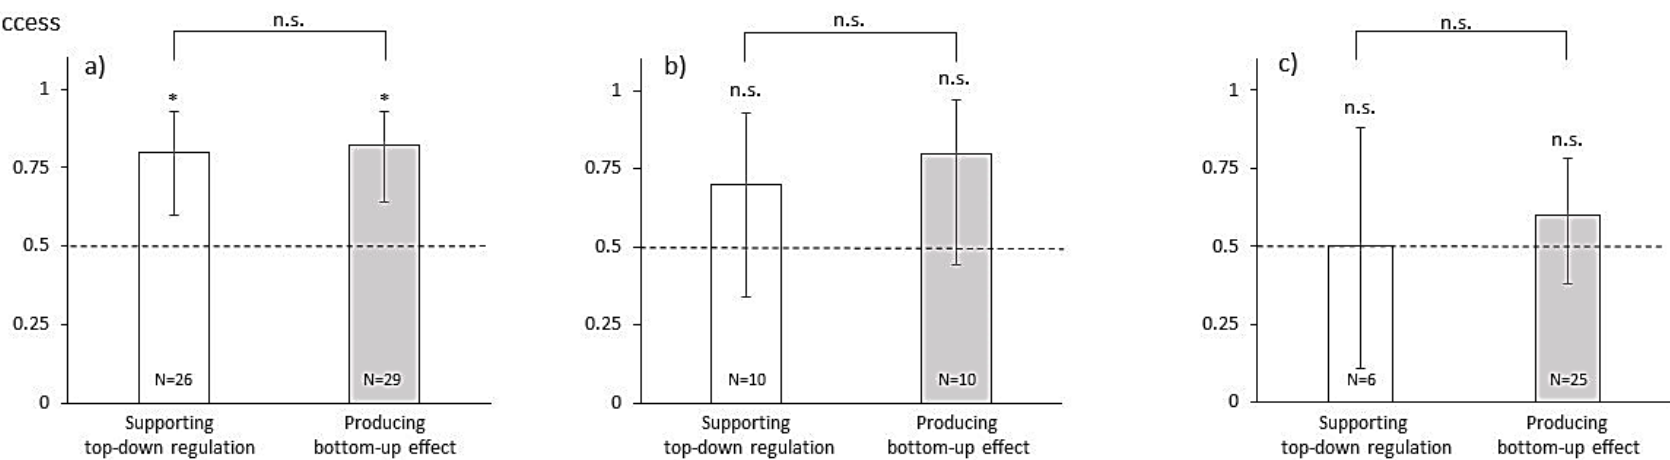 ccess
n.s.
a)
1
*
*
0.75
0.5
0.25
0
N=26
N=29
Supporting
top-down regulation
Producing
bottom-up effect
n.s.
b)
1
n.s.
n.s.
0.75
0.5
0.25
0
N=10
N=10
Supporting
top-down regulation
Producing
bottom-up effect
n.s.
c)
1
n.s.
n.s.
0.75
0.5
0.25
0
N=6
N=25
Supporting
top-down regulation
Producing
bottom-up effect